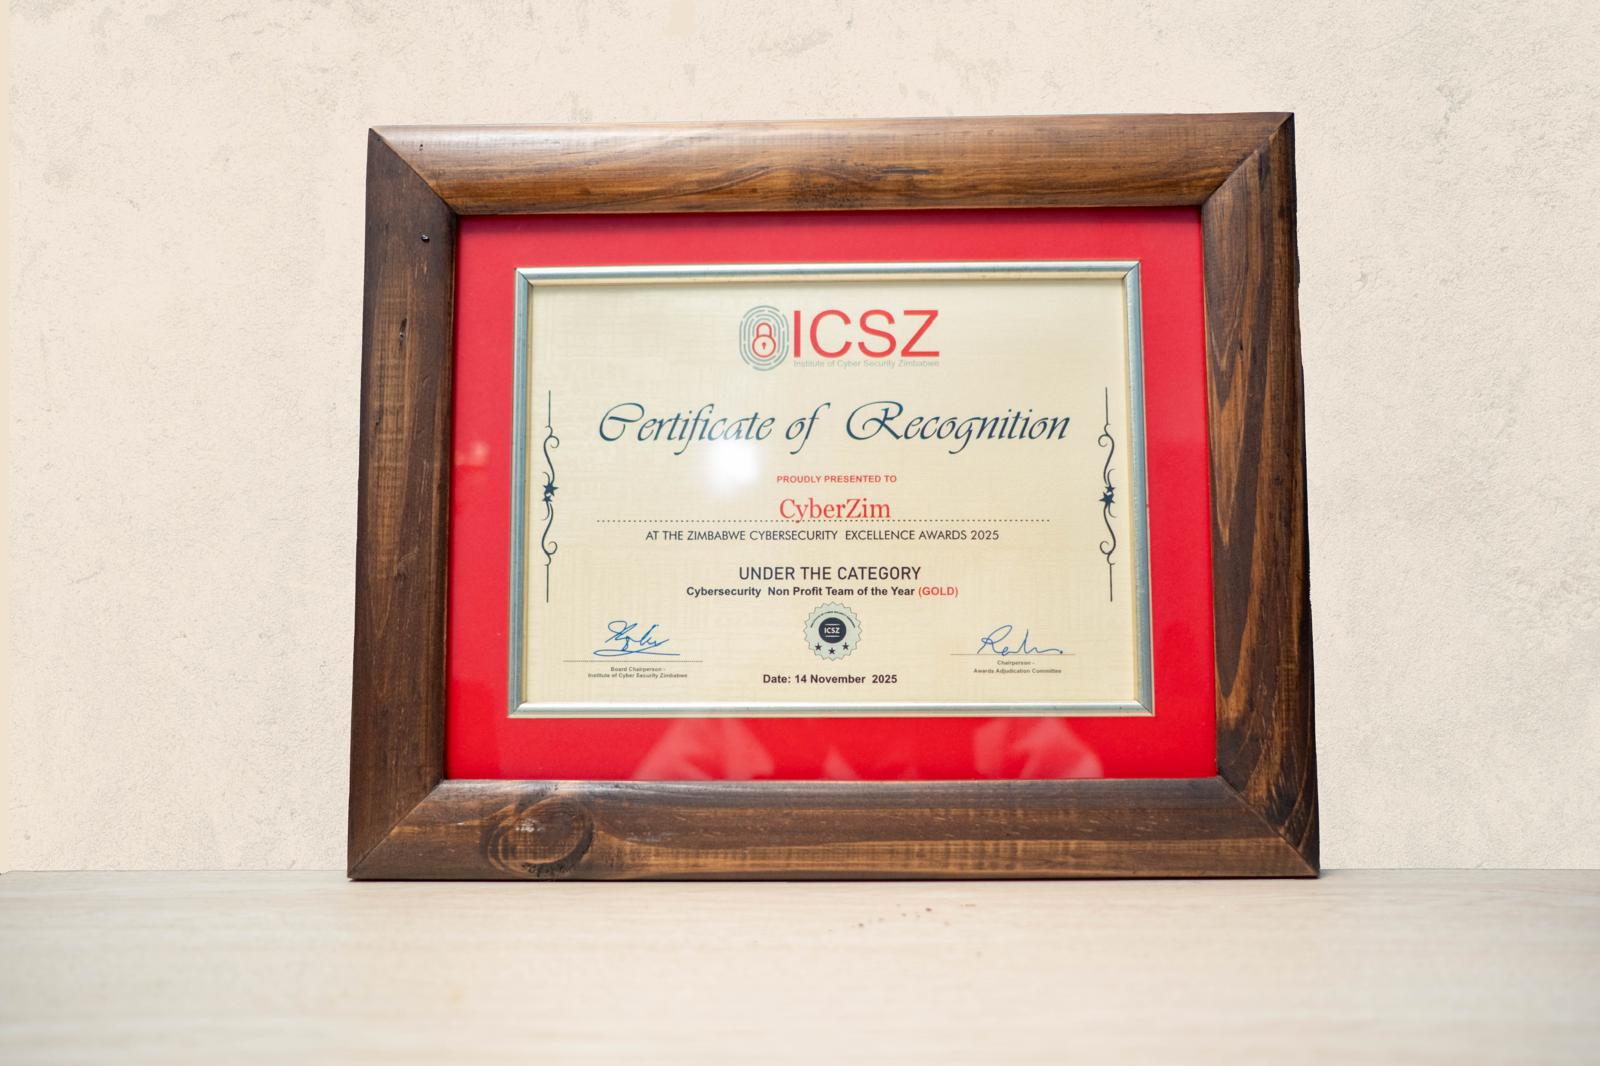 ICSZ
Institute of Cyber Security Zimbabwe
Certificate of Recognition
PROUDLY PRESENTED TO
CyberZim
AT THE ZIMBABWE CYBERSECURITY EXCELLENCE AWARDS 2025
UNDER THE CATEGORY
Cybersecurity Non Profit Team of the Year (GOLD)
ICSZ
Board Chairperson -
Institute of Cyber Security Zimbabwe
Chairperson -
Awards Adjudication Committee
Date: 14 November 2025